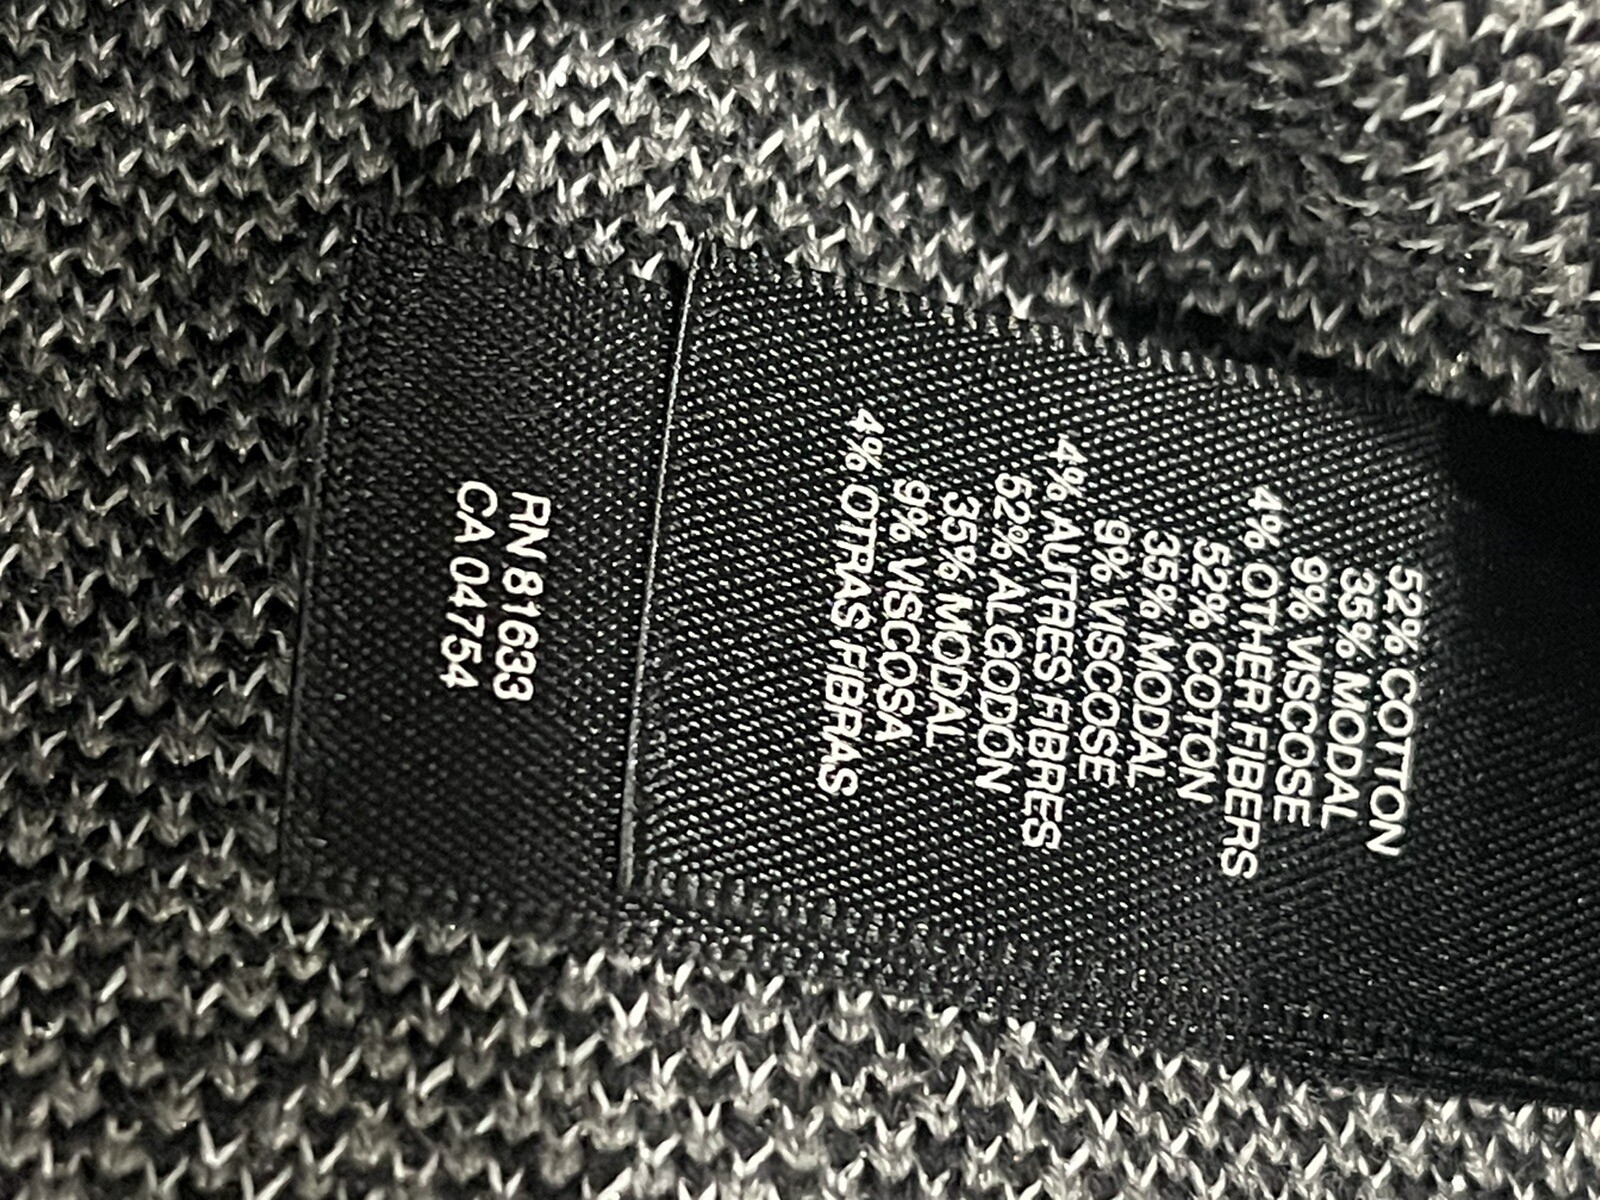 52% COTTON
35% MODAL
9% VISCOSE
4% OTHER FIBERS
52% COTON
35% MODAL
9% VISCOSE
4% AUTRES FIBRES
52% ALGODÓN
35% MODAL
9% VISCOSA
4% OTRAS FIBRAS
RN 81633
CA 04754